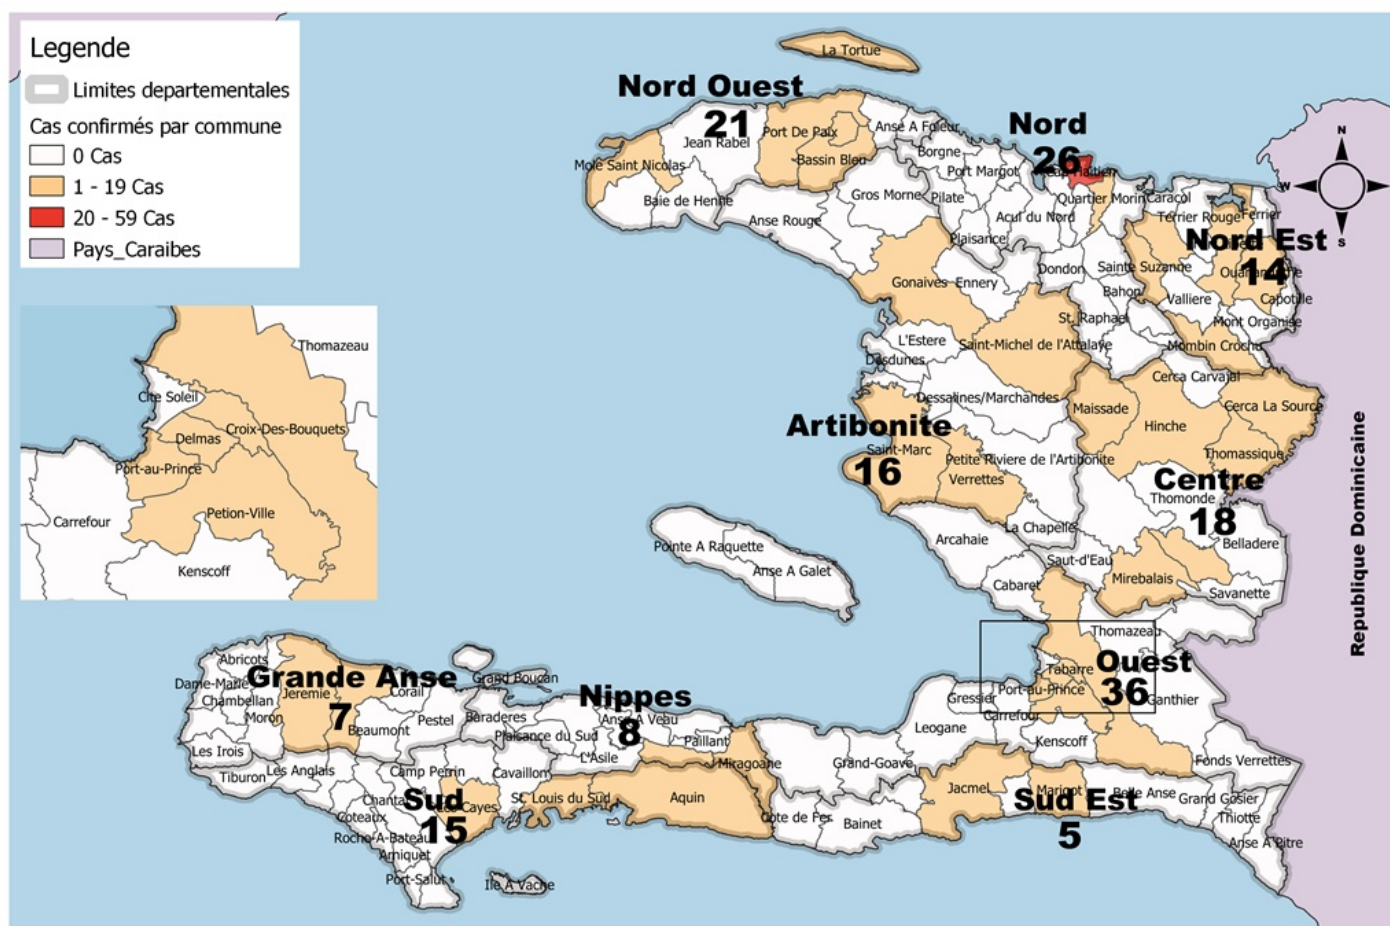 Legende
Limites departementales
Cas confirmés par commune
0 Cas
1 - 19 Cas
20 - 59 Cas
Pays_Caraibes
La Tortue
Nord Ouest
21
Jean Rabel
Port De Paix
Bassin Bleu
Anse A Foleur
Mole Saint Nicolas
Baie de Henne
Anse Rouge
Nord
26
Borgne
Port Margot
Gros Morne
Pilate
Acul du Nord
Plaisance
Quartier Morin
Caracol
Terrier Rouge
Ferrier
N
W
S
Nord Est
14
Gonaives
Ennery
Dondon
Sainte Suzanne
Bahon
Valliere
Capotille
Mont Organise
St. Raphael
Mombin Crochu
L'Estere
Desdunes
Saint-Michel de l'Attalaye
Cerca Carvajal
Dessalines/Marchandes
Maissade
Hinche
Cerca La Source
Thomassique
Artibonite
16
Saint-Marc
Petite Riviere de l'Artibonite
Verrettes
Centre
18
Thomonde
La Chapelle
Belladere
Arcahaie
Saut-d'Eau
Mirebalais
Cabaret
Savanette
Republique Dominicaine
Thomazeau
Cite Soleil
Croix-Des-Bouquets
Delmas
Port-au-Prince
Petion-Ville
Carrefour
Kenscoff
Pointe A Raquette
Anse A Galet
Thomazeau
Tabarre
Ouest
36
Port-au-Prince
Gressier
Ganthier
Carrefour
Leogane
Kenscoff
Grand-Goave
Fonds Verrettes
Abricots
Dame-Marie
Grande Anse
7
Chambellan
Jeremie
Corail
Moron
Beaumont
Pestel
Les Irois
Grand Boucan
Nippes
8
Baraderes
Anse A Veau
Plaisance du Sud
Paillant
L'Asile
Miragoane
Tiburon
Les Anglais
Camp Perrin
Cavaillon
Sud
15
St. Louis du Sud
Aquin
Coteaux
Roche-A-Bateau
Arniquet
Port-Salut
Ile A Vache
Cote de Fer
Bainet
Jacmel
Marigot
Sud Est
5
Belle Anse
Grand Gosier
Thiotte
Anse A Pitre